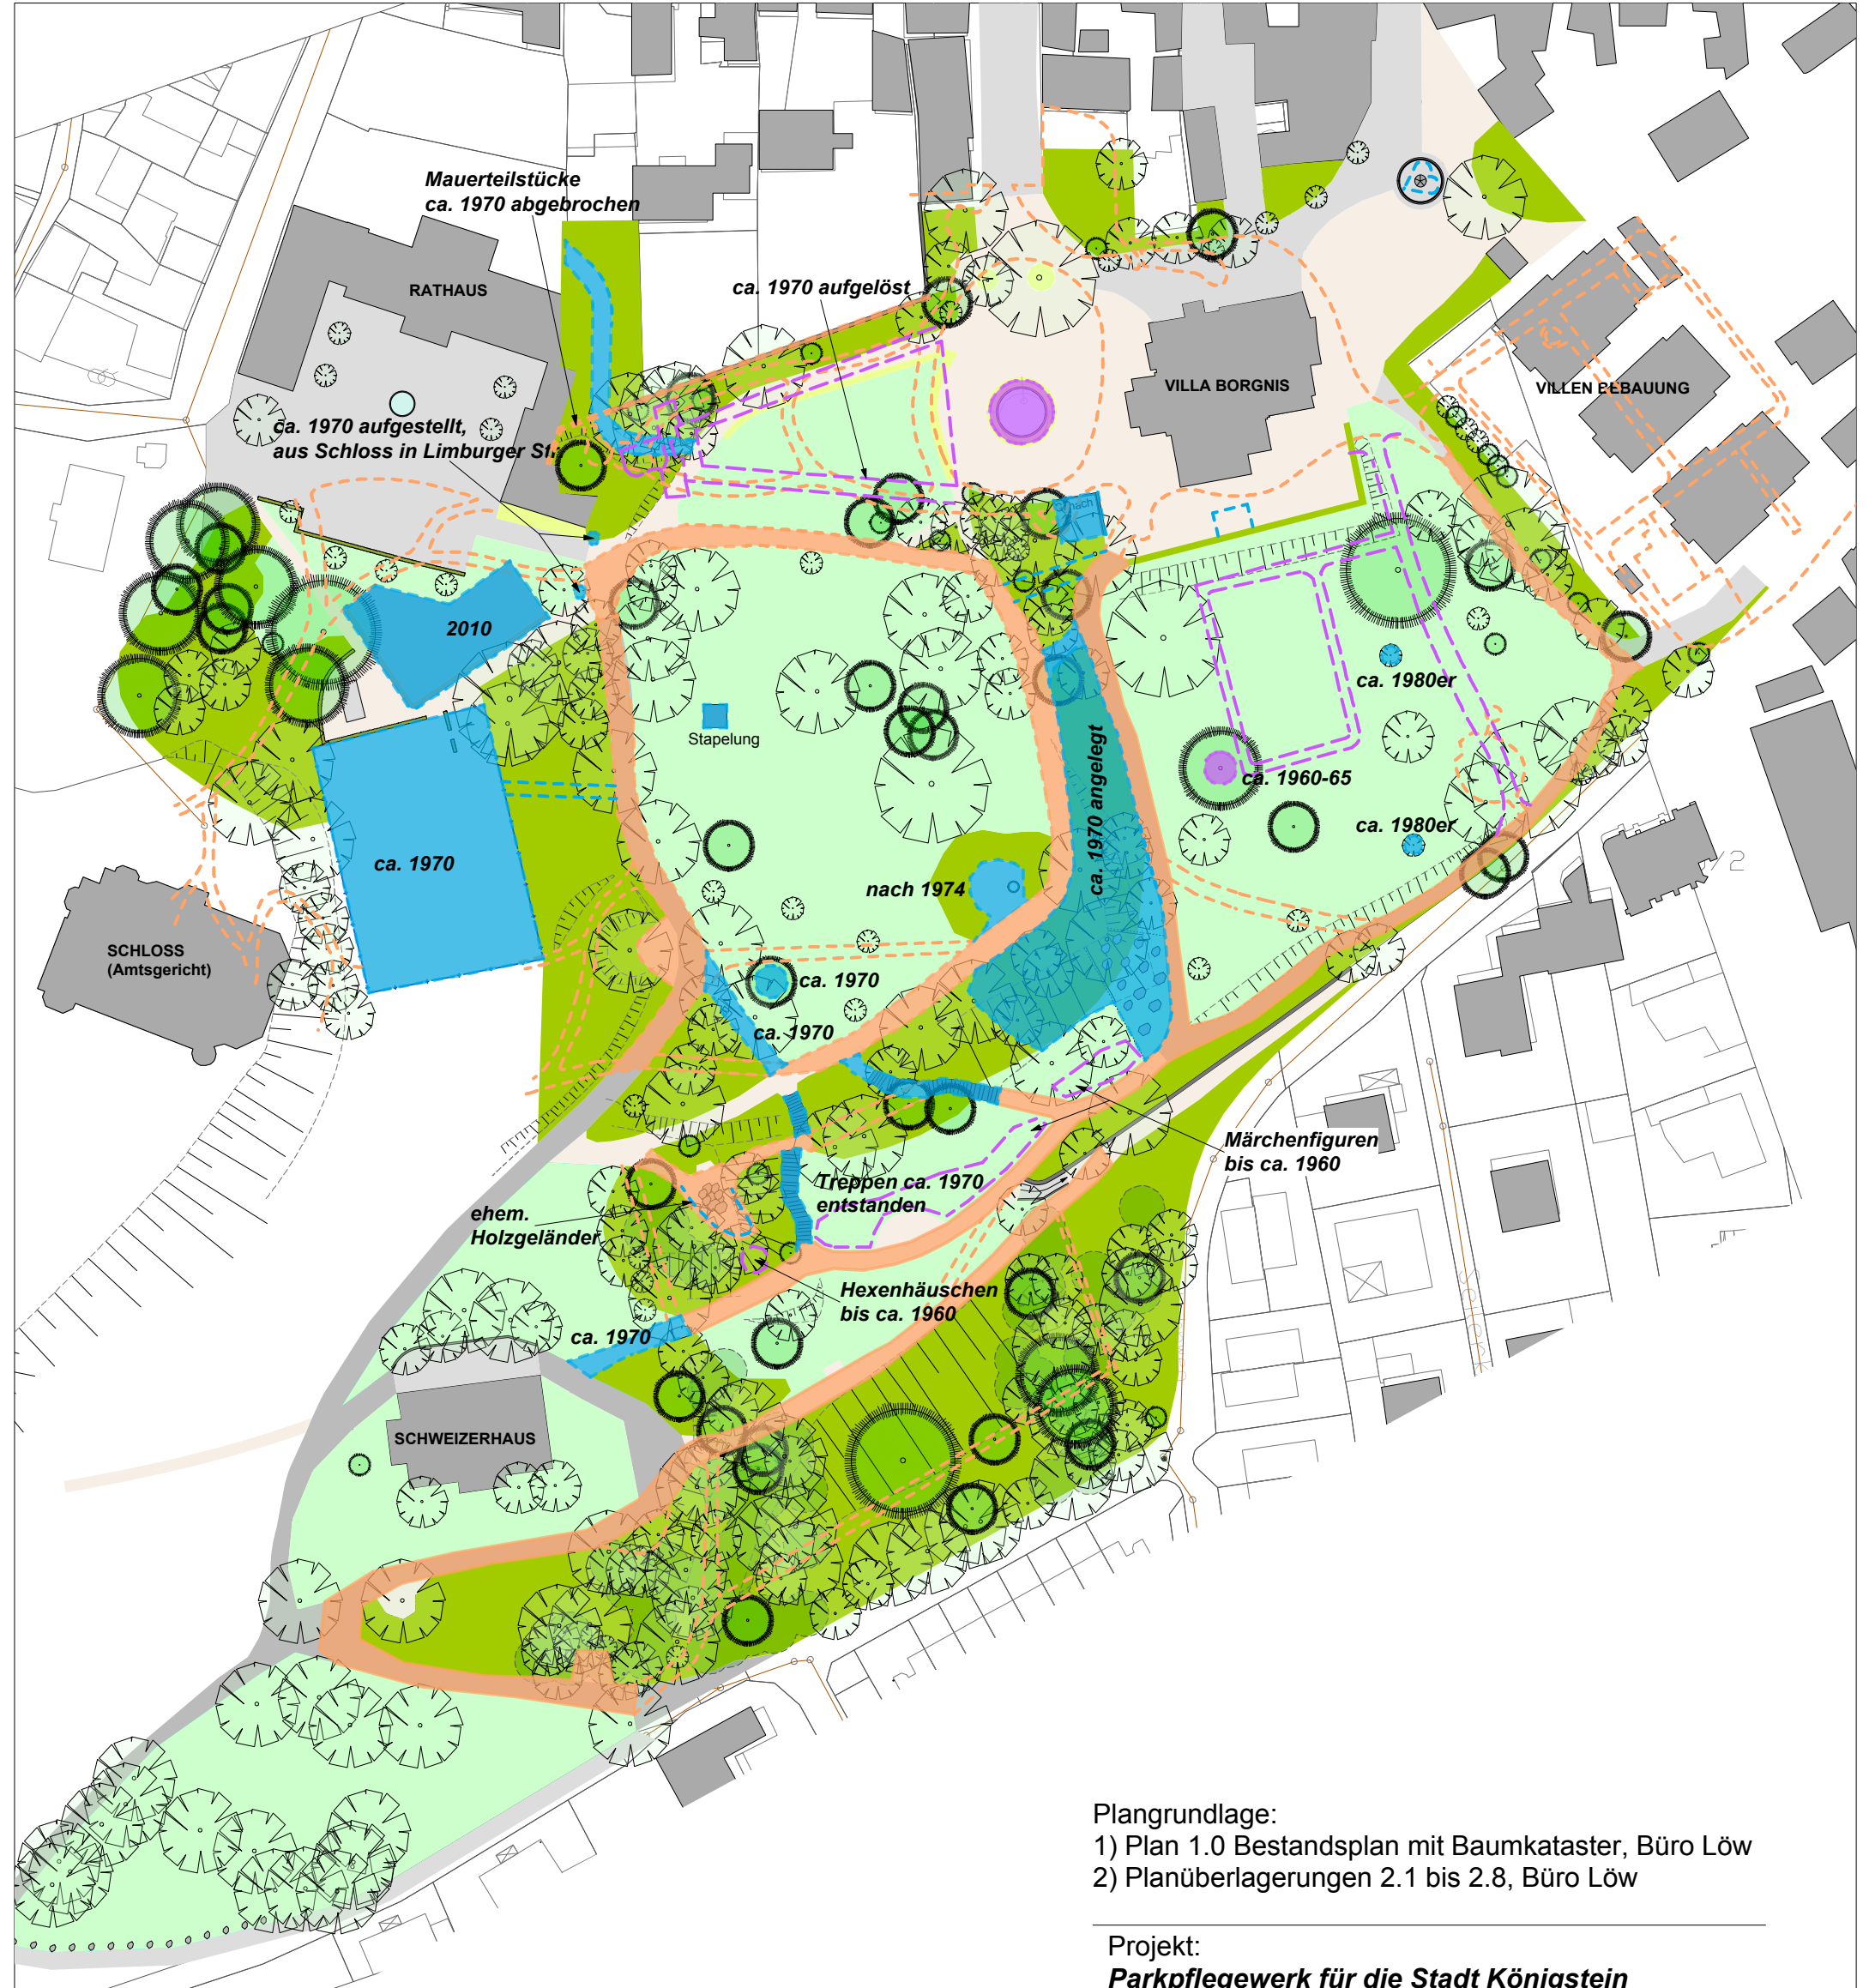 Mauerteilstücke
ca. 1970 abgebrochen
RATHAUS
ca. 1970 aufgelöst
VILLA BORGNIS
VILLEN BEBAUUNG
ca. 1970 aufgestellt,
aus Schloss in Limburger St.
2010
ca. 1980er
Stapelung
ca. 1970 angelegt
ca. 1960-65
ca. 1980er
ca. 1970
nach 1974
SCHLOSS
(Amtsgericht)
ca. 1970
ca. 1970
Märchenfiguren
bis ca. 1960
Treppen ca. 1970
entstanden
ehem.
Holzgeländer
Hexenhäuschen
bis ca. 1960
ca. 1970
SCHWEIZERHAUS
Plangrundlage:
1) Plan 1.0 Bestandsplan mit Baumkataster, Büro Löw
2) Planüberlagerungen 2.1 bis 2.8, Büro Löw
Projekt:
Parkpflegewerk für die Stadt Königstein